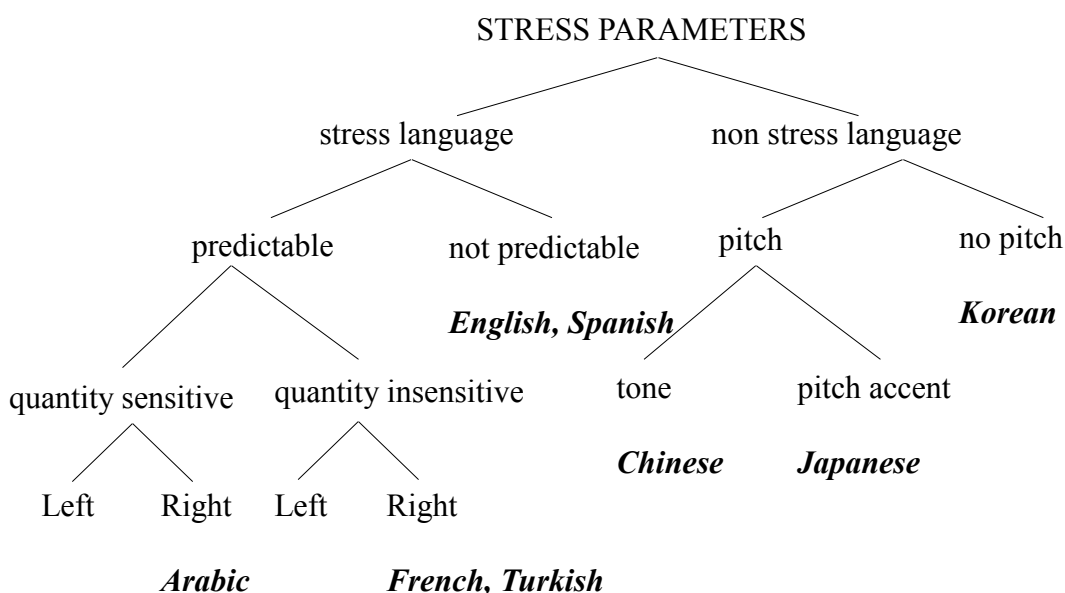 STRESS PARAMETERS
stress language non stress language
predictable not predictable pitch no pitch
English, Spanish Korean
quantity sensitive quantity insensitive tone pitch accent
Chinese Japanese
Left Right Left Right
Arabic French, Turkish